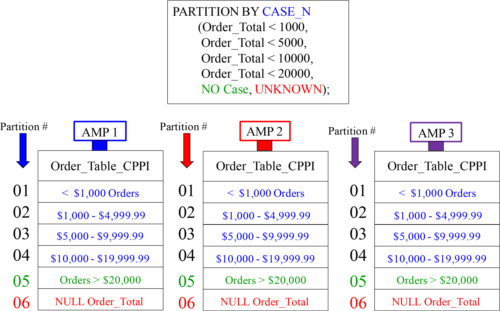 PARTITION BY CASE_N
(Order_Total < 1000,
Order_Total < 5000,
Order_Total < 10000,
Order_Total < 20000,
NO Case, UNKNOWN);
Partition # AMP 1 Partition # AMP 2 Partition # AMP 3
Order_Table_CPPI Order_Table_CPPI Order_Table_CPPI
01 < $1,000 Orders 01 < $1,000 Orders 01 < $1,000 Orders
02 $1,000 - $4,999.99 02 $1,000 - $4,999.99 02 $1,000 - $4,999.99
03 $5,000 - $9,999.99 03 $5,000 - $9,999.99 03 $5,000 - $9,999.99
04 $10,000 - $19,999.99 04 $10,000 - $19,999.99 04 $10,000 - $19,999.99
05 Orders > $20,000 05 Orders > $20,000 05 Orders > $20,000
06 NULL Order_Total 06 NULL Order_Total 06 NULL Order_Total